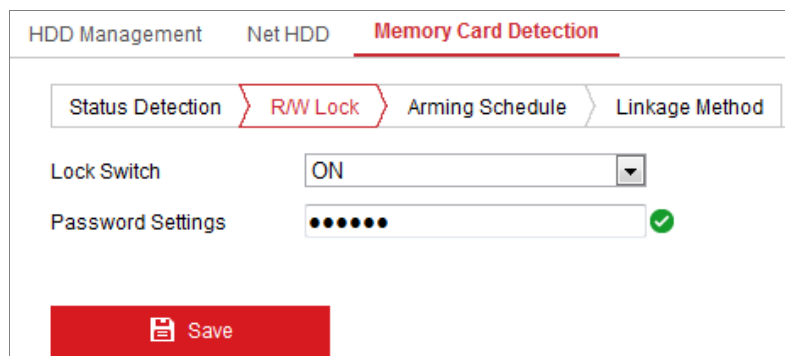 HDD Management Net HDD Memory Card Detection
Status Detection R/W Lock Arming Schedule Linkage Method
Lock Switch ON
Password Settings ●●●●●●
Save